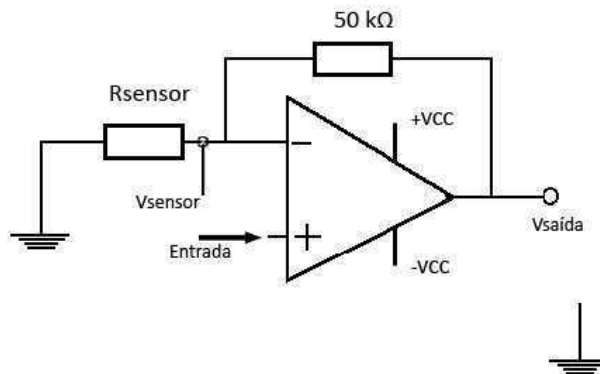 50 kΩ
Rsensor
+VCC
Vsensor
Entrada
−
+
-VCC
Vsaída